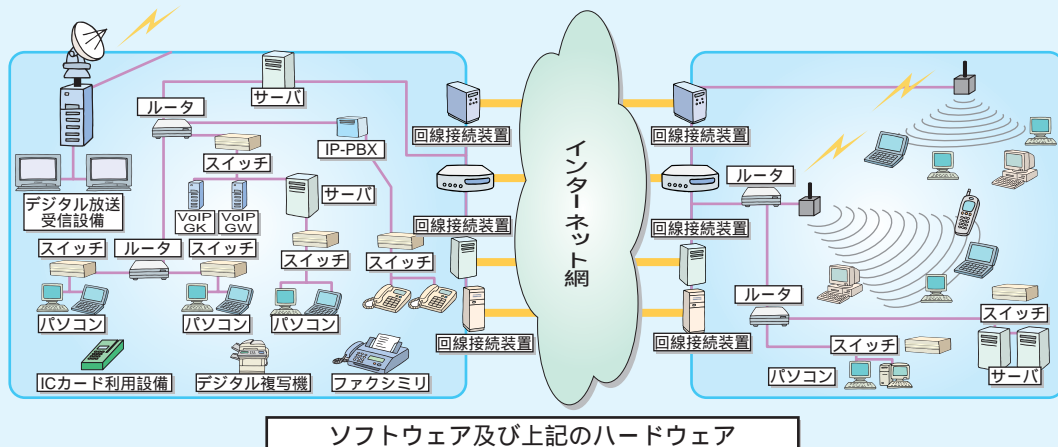 サーバ
ルータ
IP-PBX
スイッチ
回線接続装置
デジタル放送
受信設備
VoIP
GK
VoIP
GW
サーバ
回線接続装置
スイッチ
ルータ
スイッチ
スイッチ
スイッチ
パソコン
パソコン
パソコン
回線接続装置
ICカード利用設備
デジタル複写機
ファクシミリ
インターネット網
回線接続装置
ルータ
回線接続装置
ルータ
スイッチ
回線接続装置
スイッチ
パソコン
サーバ
ソフトウェア及び上記のハードウェア